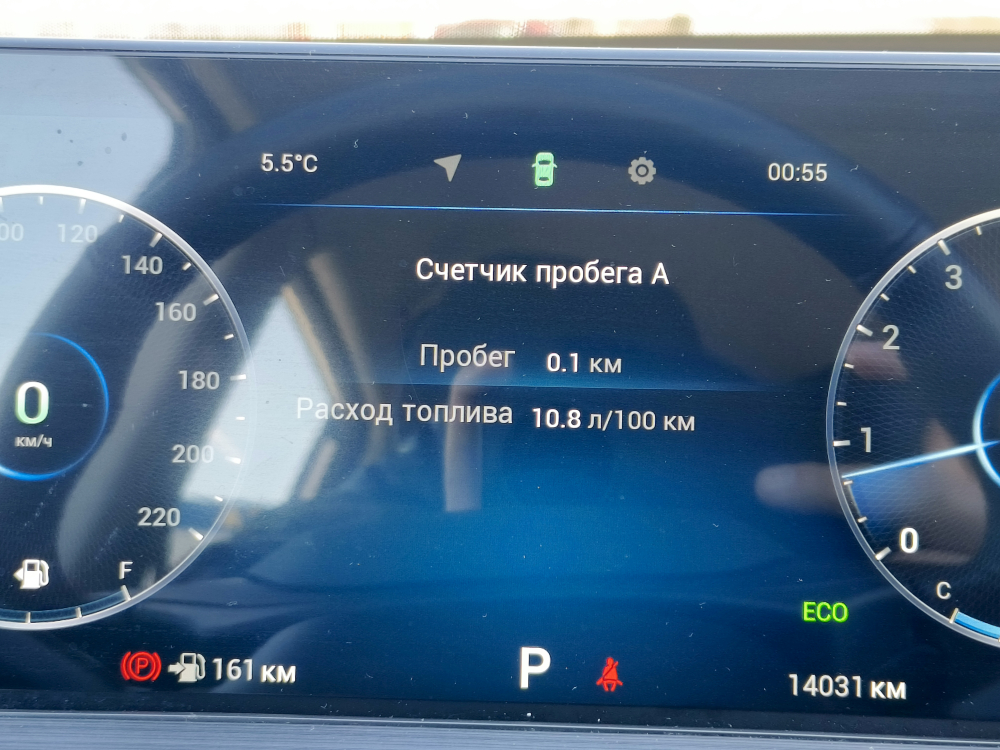 5.5°C
00:55
120
140
160
180
200
220
0
км/ч
F
Счетчик пробега A
Пробег 0.1 км
Расход топлива 10.8 л/100 км
3
2
1
0
C
ECO
P 161 км
P
14031 км